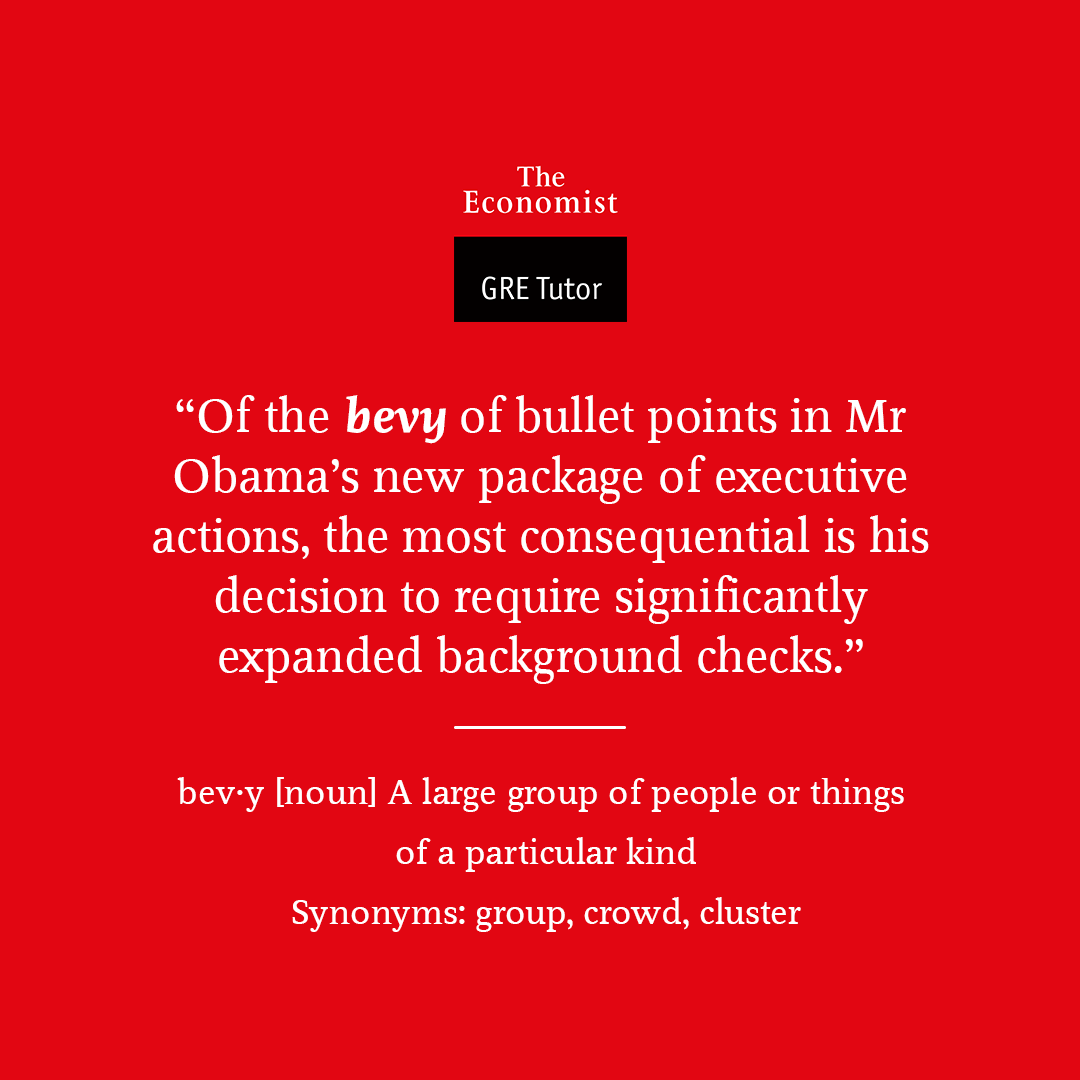 The
Economist
GRE Tutor
“Of the bevy of bullet points in Mr
Obama’s new package of executive
actions, the most consequential is his
decision to require significantly
expanded background checks.”
bev·y [noun] A large group of people or things
of a particular kind
Synonyms: group, crowd, cluster